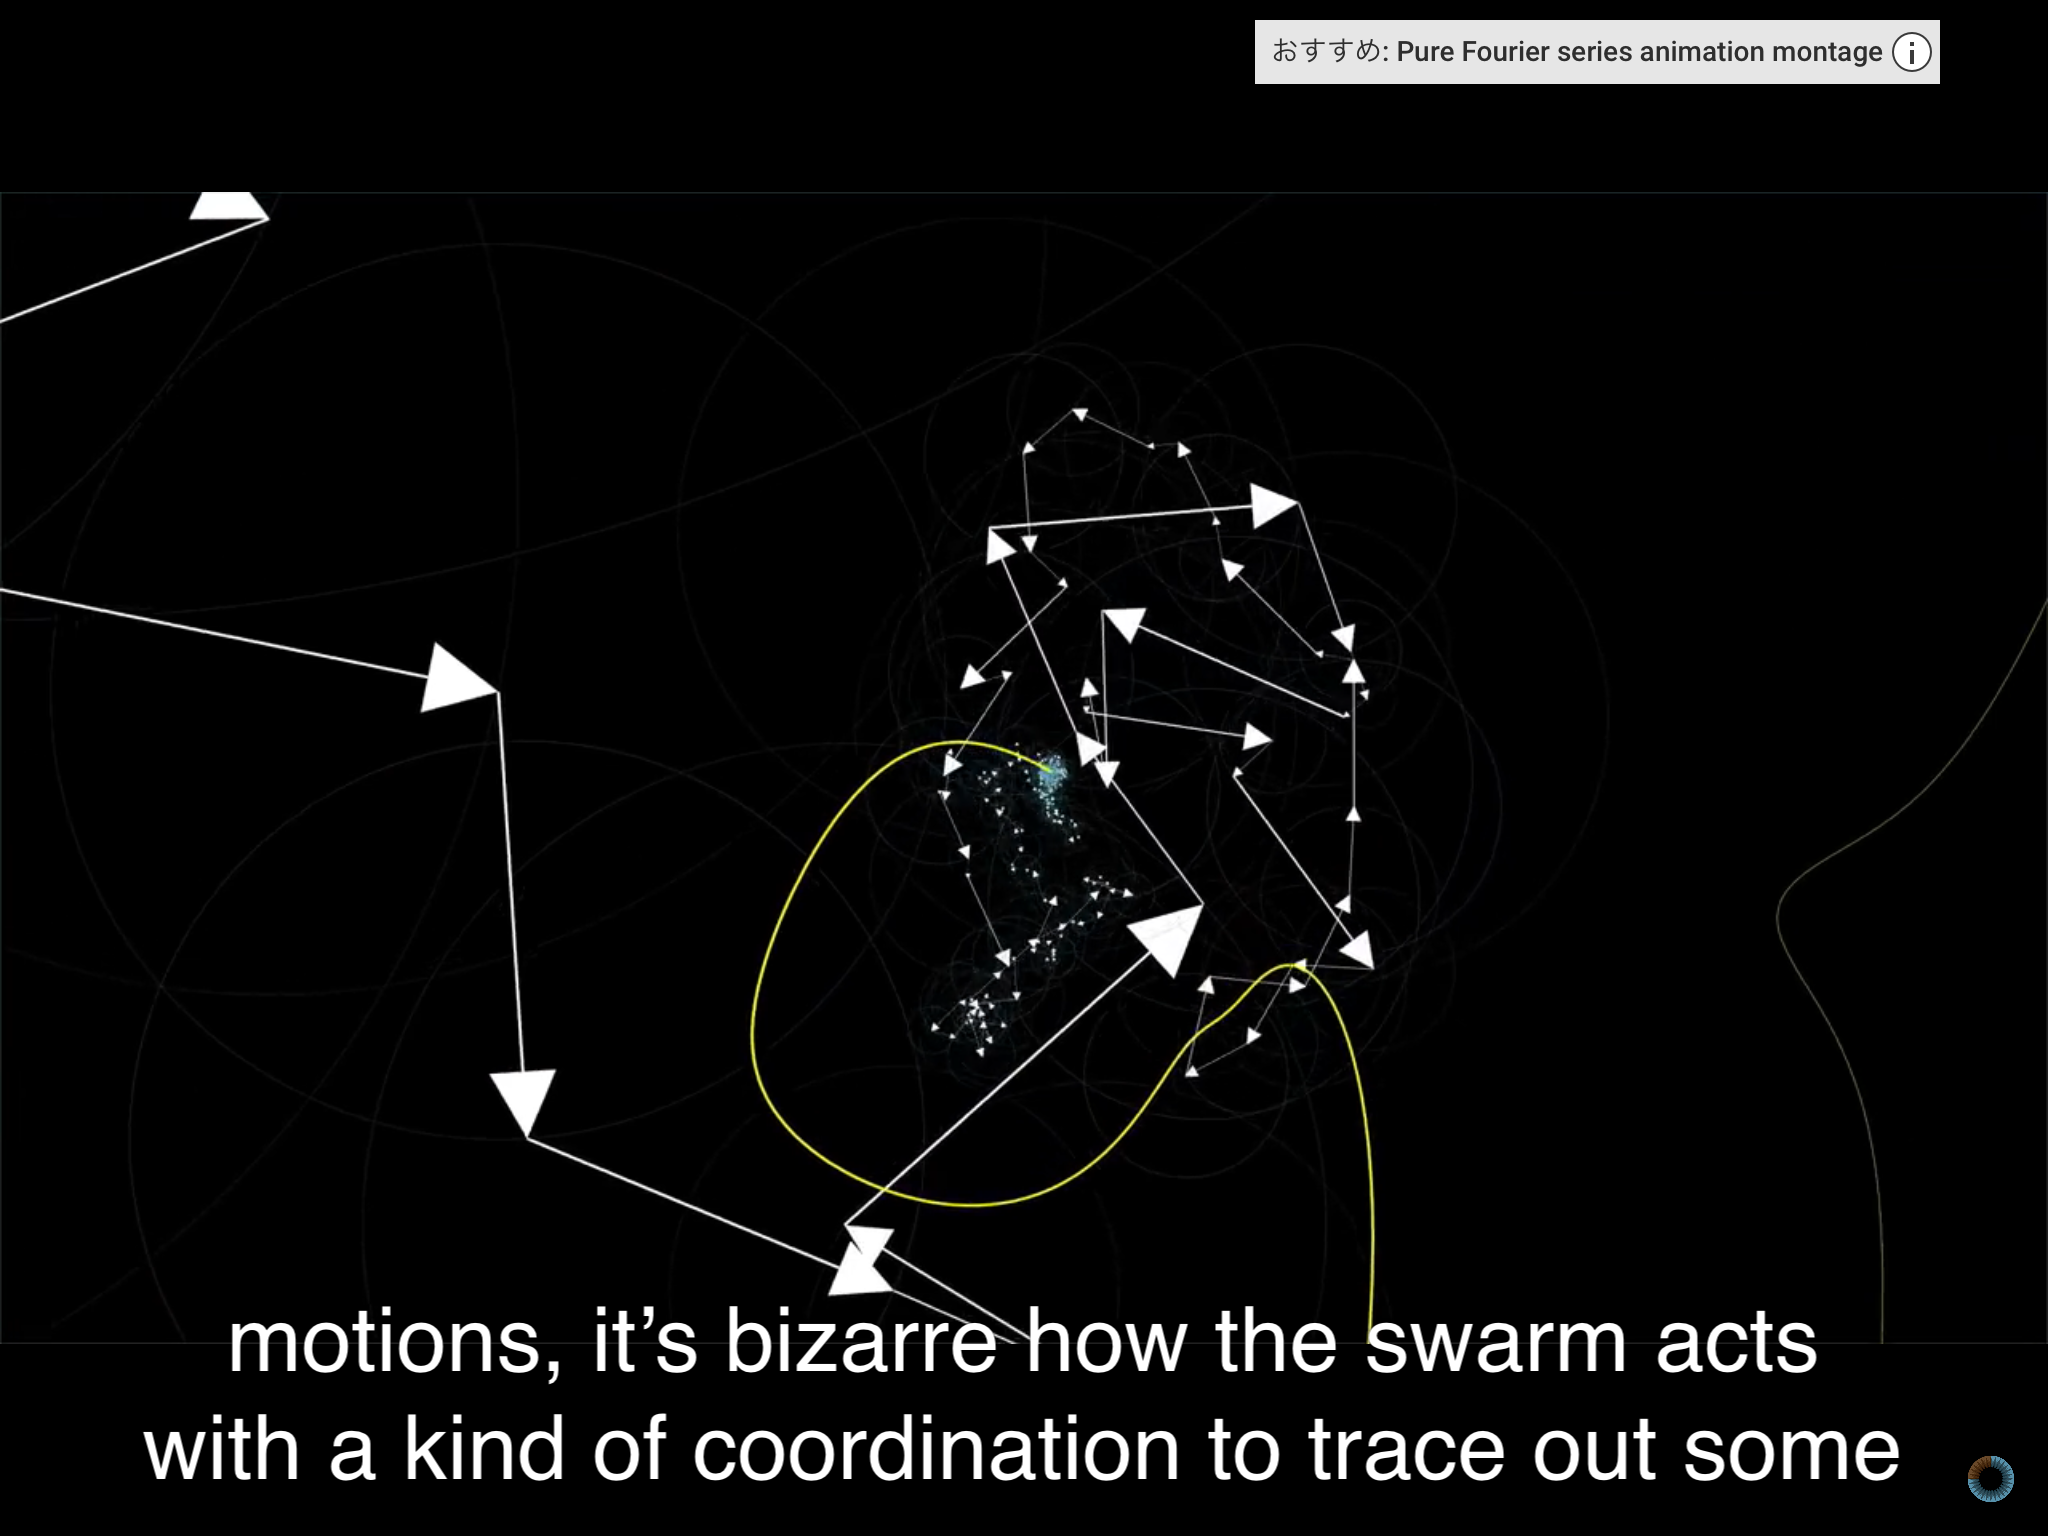 おすすめ: Pure Fourier series animation montage
motions, it’s bizarre how the swarm acts
with a kind of coordination to trace out some